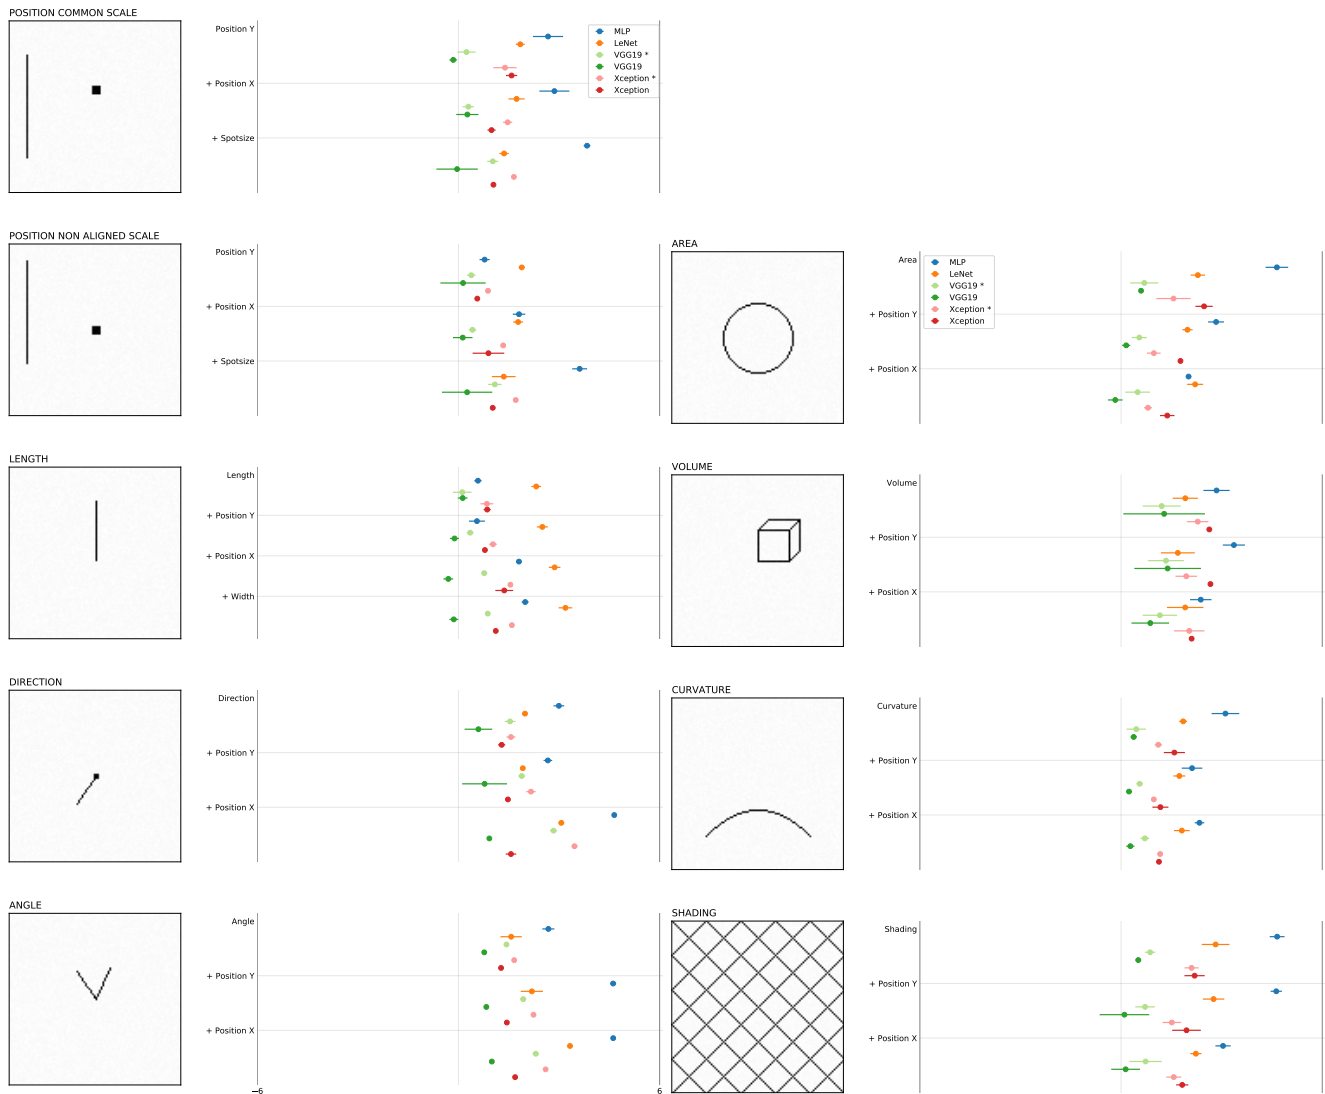 POSITION COMMON SCALE
Position Y
+ Position X
+ Spotsize
MLP
LeNet
VGG19 *
VGG19
Xception *
Xception
POSITION NON ALIGNED SCALE
Position Y
+ Position X
+ Spotsize
AREA
Area
+ Position Y
+ Position X
MLP
LeNet
VGG19 *
VGG19
Xception *
Xception
LENGTH
Length
+ Position Y
+ Position X
+ Width
VOLUME
Volume
+ Position Y
+ Position X
DIRECTION
Direction
+ Position Y
+ Position X
CURVATURE
Curvature
+ Position Y
+ Position X
ANGLE
Angle
+ Position Y
+ Position X
−6
6
SHADING
Shading
+ Position Y
+ Position X